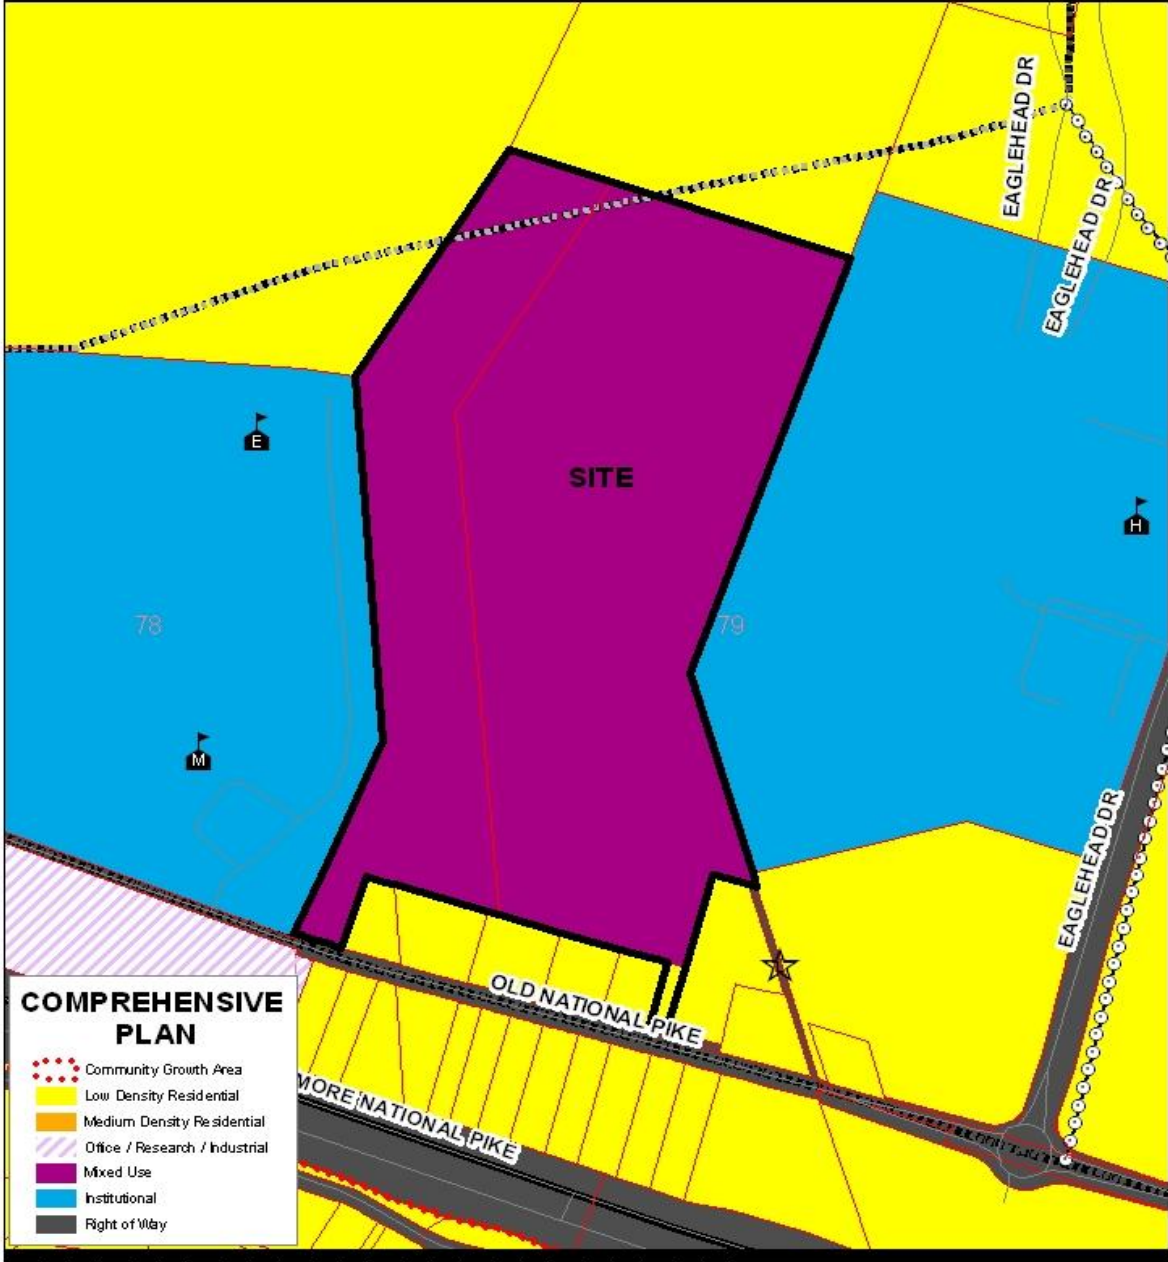 EAGLEHEAD DR
EAGLEHEAD DR
E
SITE
H
78
79
M
EAGLEHEAD DR
OLD NATIONAL PIKE
MORE NATIONAL PIKE
COMPREHENSIVE
PLAN
Community Growth Area
Low Density Residential
Medium Density Residential
Office / Research / Industrial
Mixed Use
Institutional
Right of Way